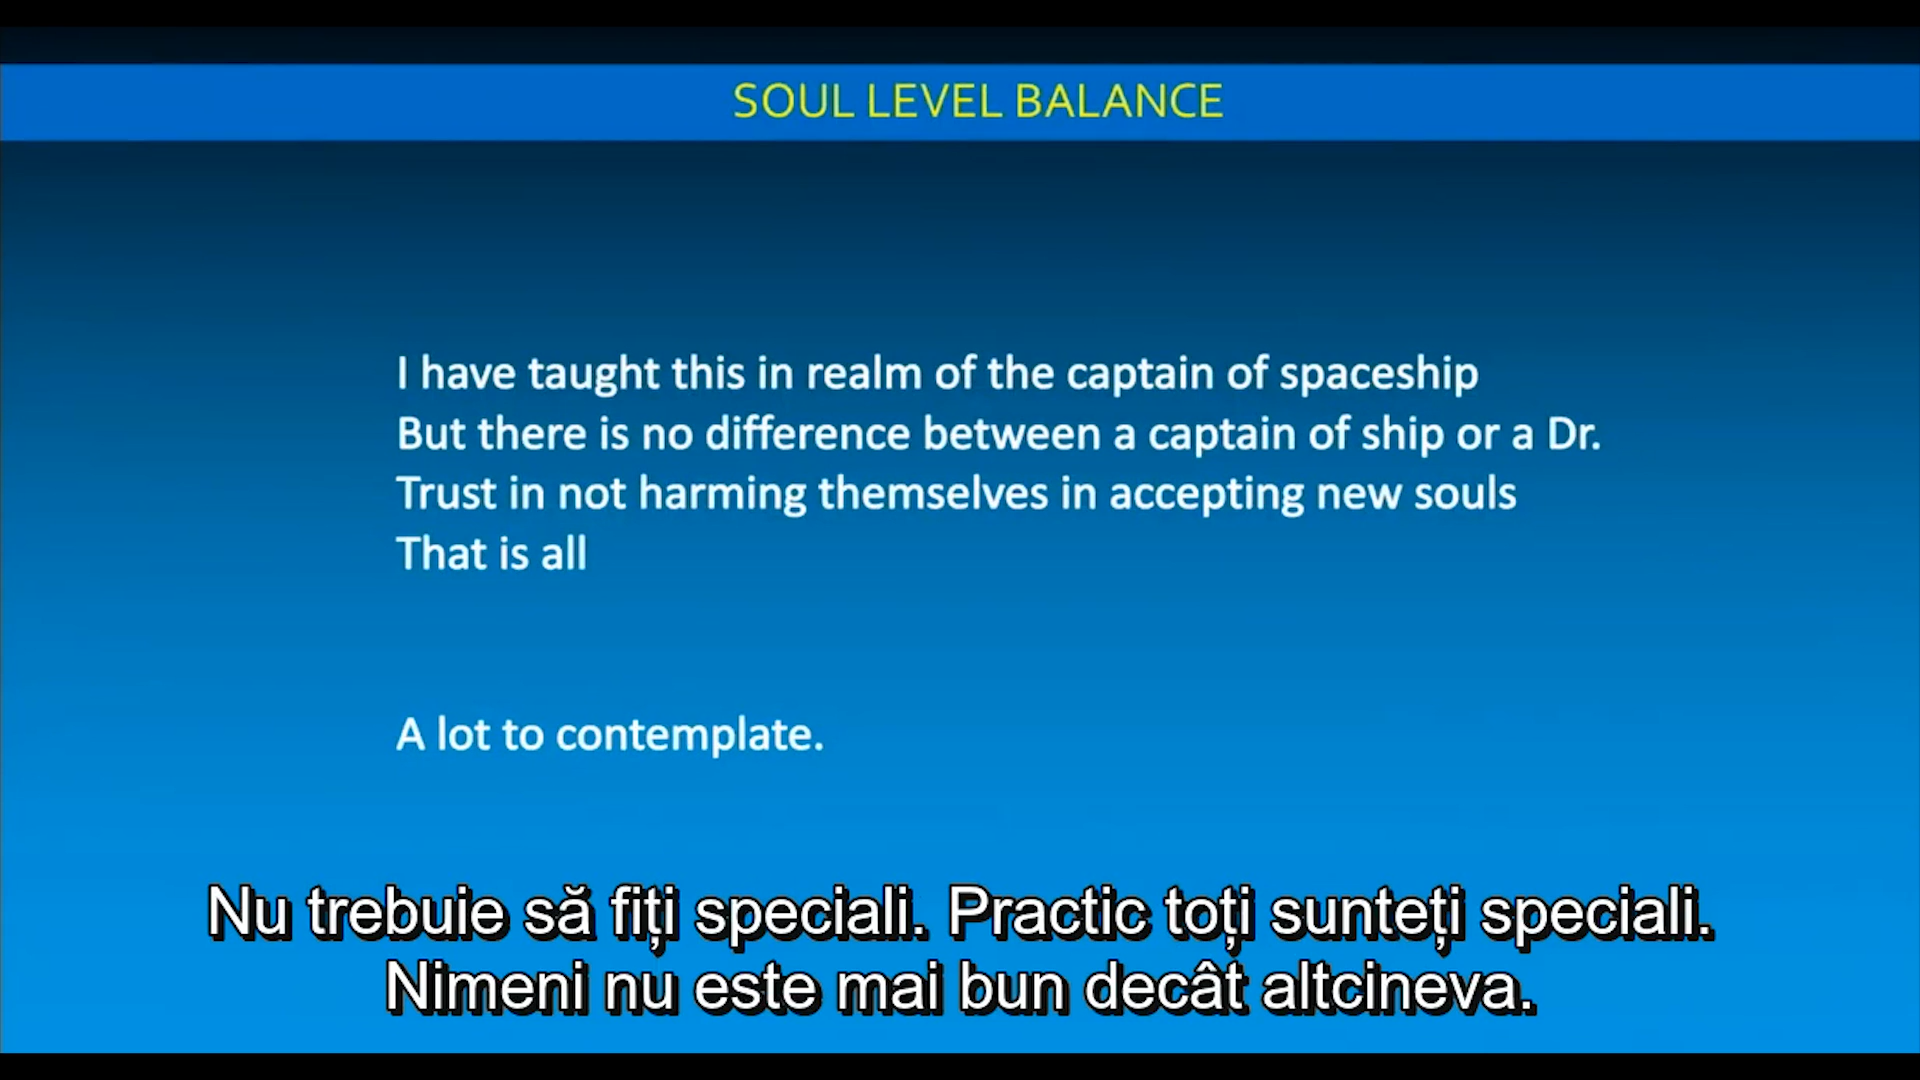 SOUL LEVEL BALANCE
I have taught this in realm of the captain of spaceship
But there is no difference between a captain of ship or a Dr.
Trust in not harming themselves in accepting new souls
That is all
A lot to contemplate.
Nu trebuie să fiți speciali. Practic toți sunteți speciali.
Nimeni nu este mai bun decât altcineva.